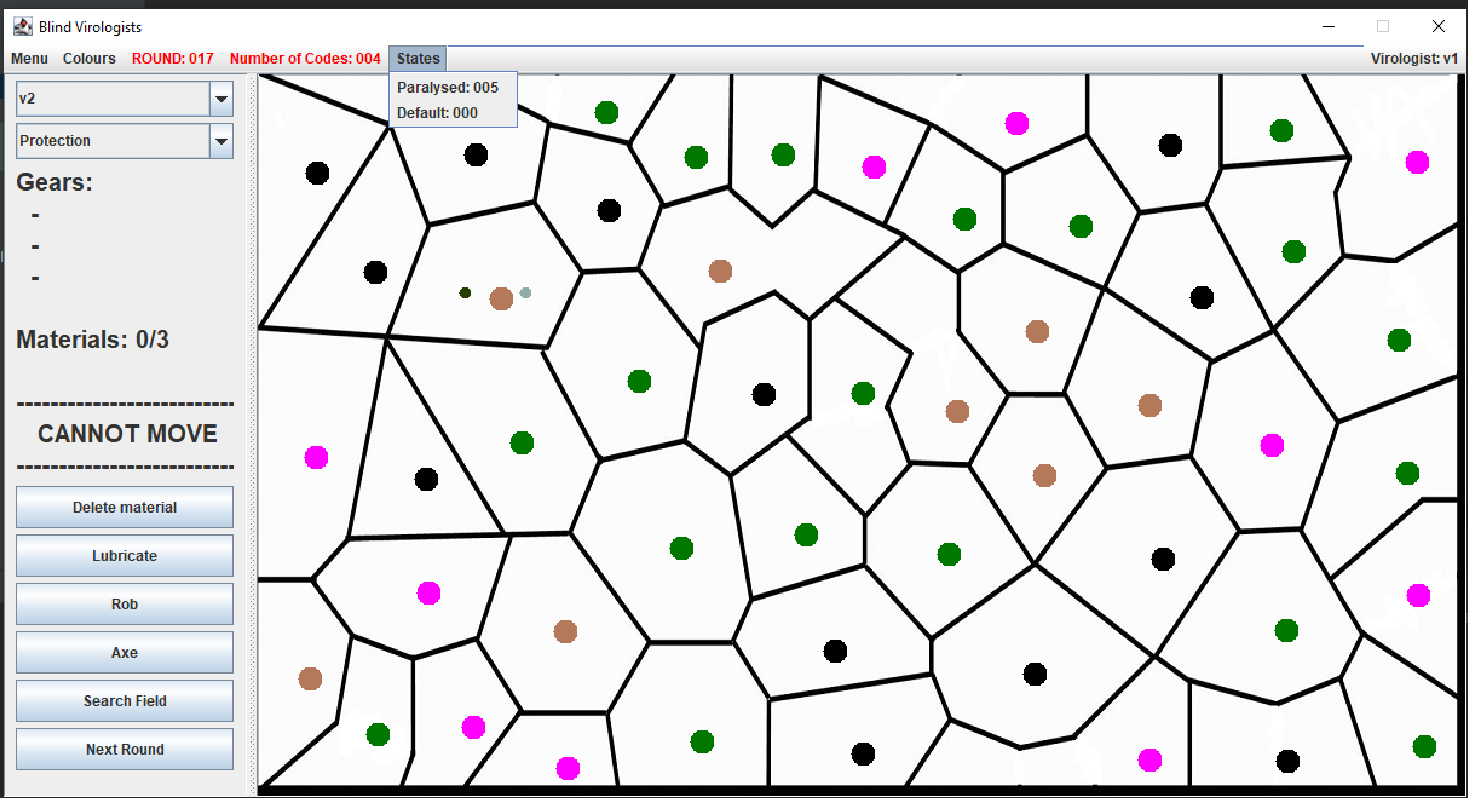 Blind Virologists
Menu Colours ROUND: 017 Number of Codes: 004 States Virologist: v1
Paralysed: 005
Default: 000
v2
Protection
Gears:
-
-
-
Materials: 0/3
--------------------------
CANNOT MOVE
--------------------------
Delete material
Lubricate
Rob
Axe
Search Field
Next Round